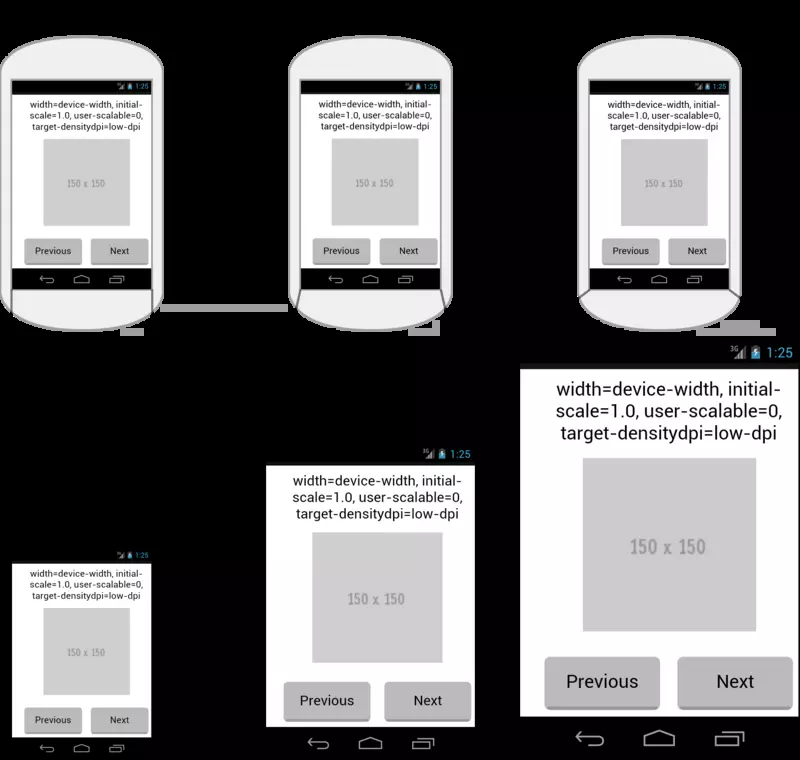 1:25
width=device-width, initial-
scale=1.0, user-scalable=0,
target-densitydpi=low-dpi
150 x 150
Previous Next
1:25
width=device-width, initial-
scale=1.0, user-scalable=0,
target-densitydpi=low-dpi
150 x 150
Previous Next
1:25
width=device-width, initial-
scale=1.0, user-scalable=0,
target-densitydpi=low-dpi
150 x 150
Previous Next
1:25
width=device-width, initial-
scale=1.0, user-scalable=0,
target-densitydpi=low-dpi
150 x 150
Previous Next
3G 1:25
width=device-width, initial-
scale=1.0, user-scalable=0,
target-densitydpi=low-dpi
150 x 150
Previous Next
3G 1:25
width=device-width, initial-
scale=1.0, user-scalable=0,
target-densitydpi=low-dpi
150 x 150
Previous Next